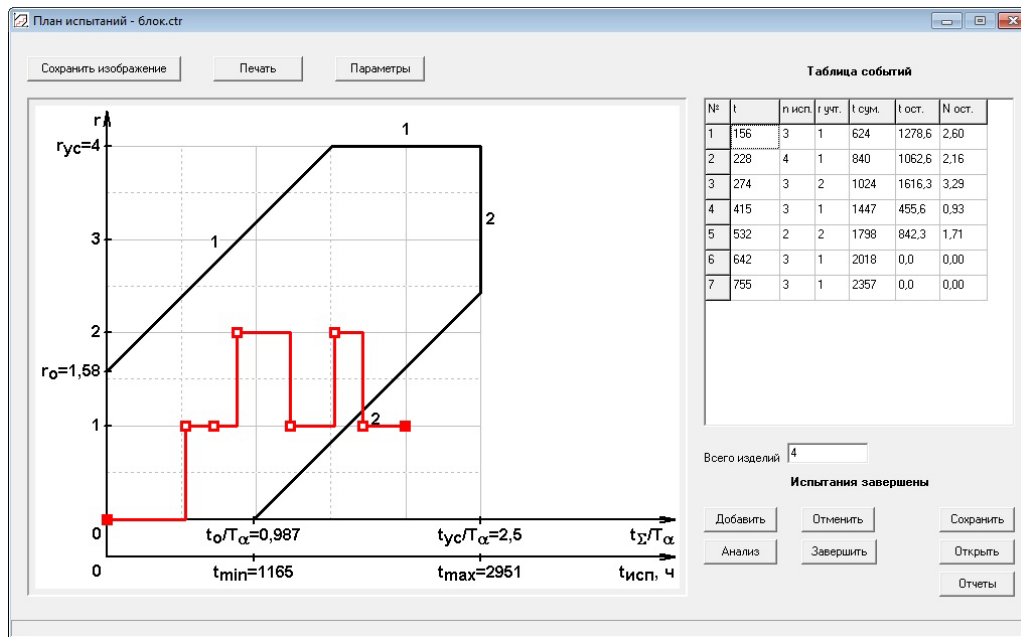 План испытаний - блок.ctr
Сохранить изображение Печать Параметры
Таблица событий
№ t n исп. r учт. t сум. t ост. N ост.
1 156 3 1 624 1278,6 2,60
2 228 4 1 840 1062,6 2,16
3 274 3 2 1024 1616,3 3,29
4 415 3 1 1447 455,6 0,93
5 532 2 2 1798 842,3 1,71
6 642 3 1 2018 0,0 0,00
7 755 3 1 2357 0,0 0,00
r
1
rус=4
2
3
1
2
rо=1,58
1
2
0 tо/Tα=0,987 tус/Tα=2,5 tΣ/Tα
0 tmin=1165 tmax=2951 tисп, ч
Всего изделий 4
Испытания завершены
Добавить Отменить Сохранить
Анализ Завершить Открыть
Отчеты